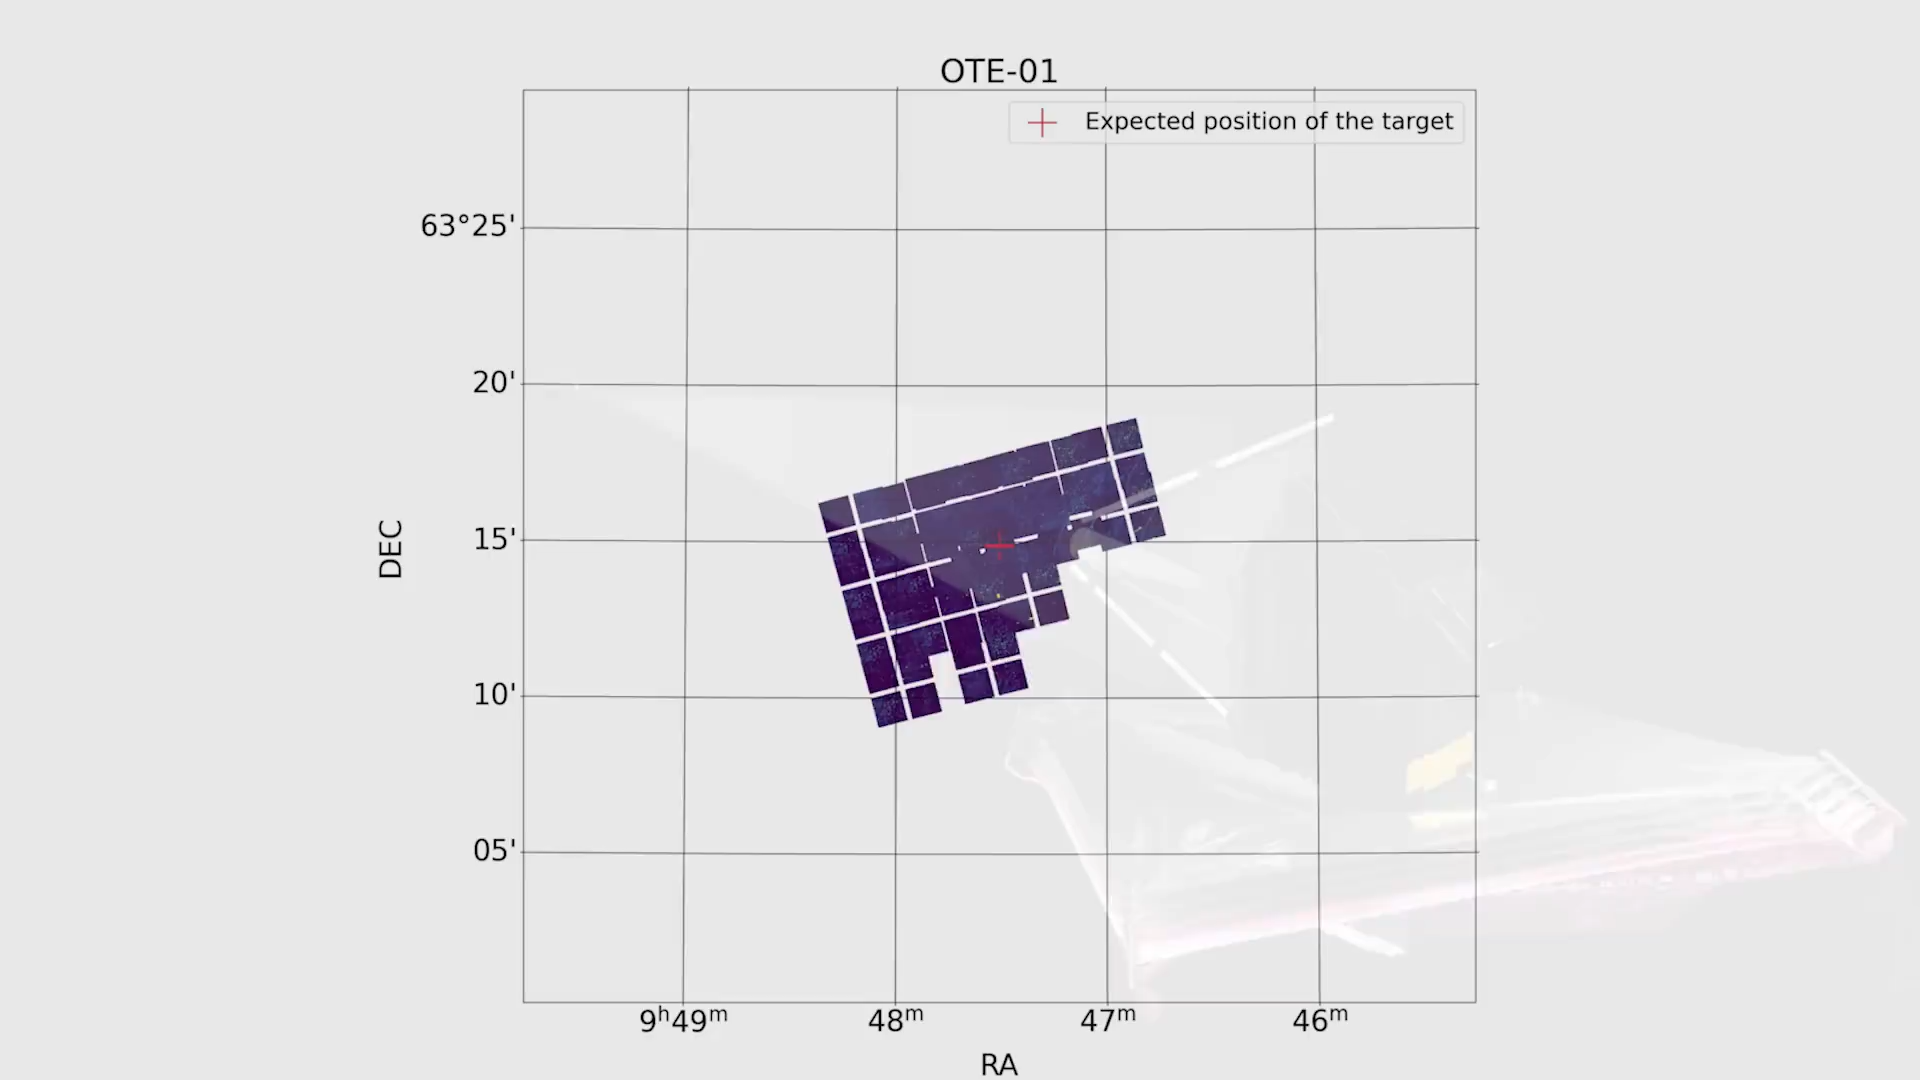 OTE-01
Expected position of the target
63°25'
20'
15'
DEC
10'
05'
9ʰ49ᵐ 48ᵐ 47ᵐ 46ᵐ
RA